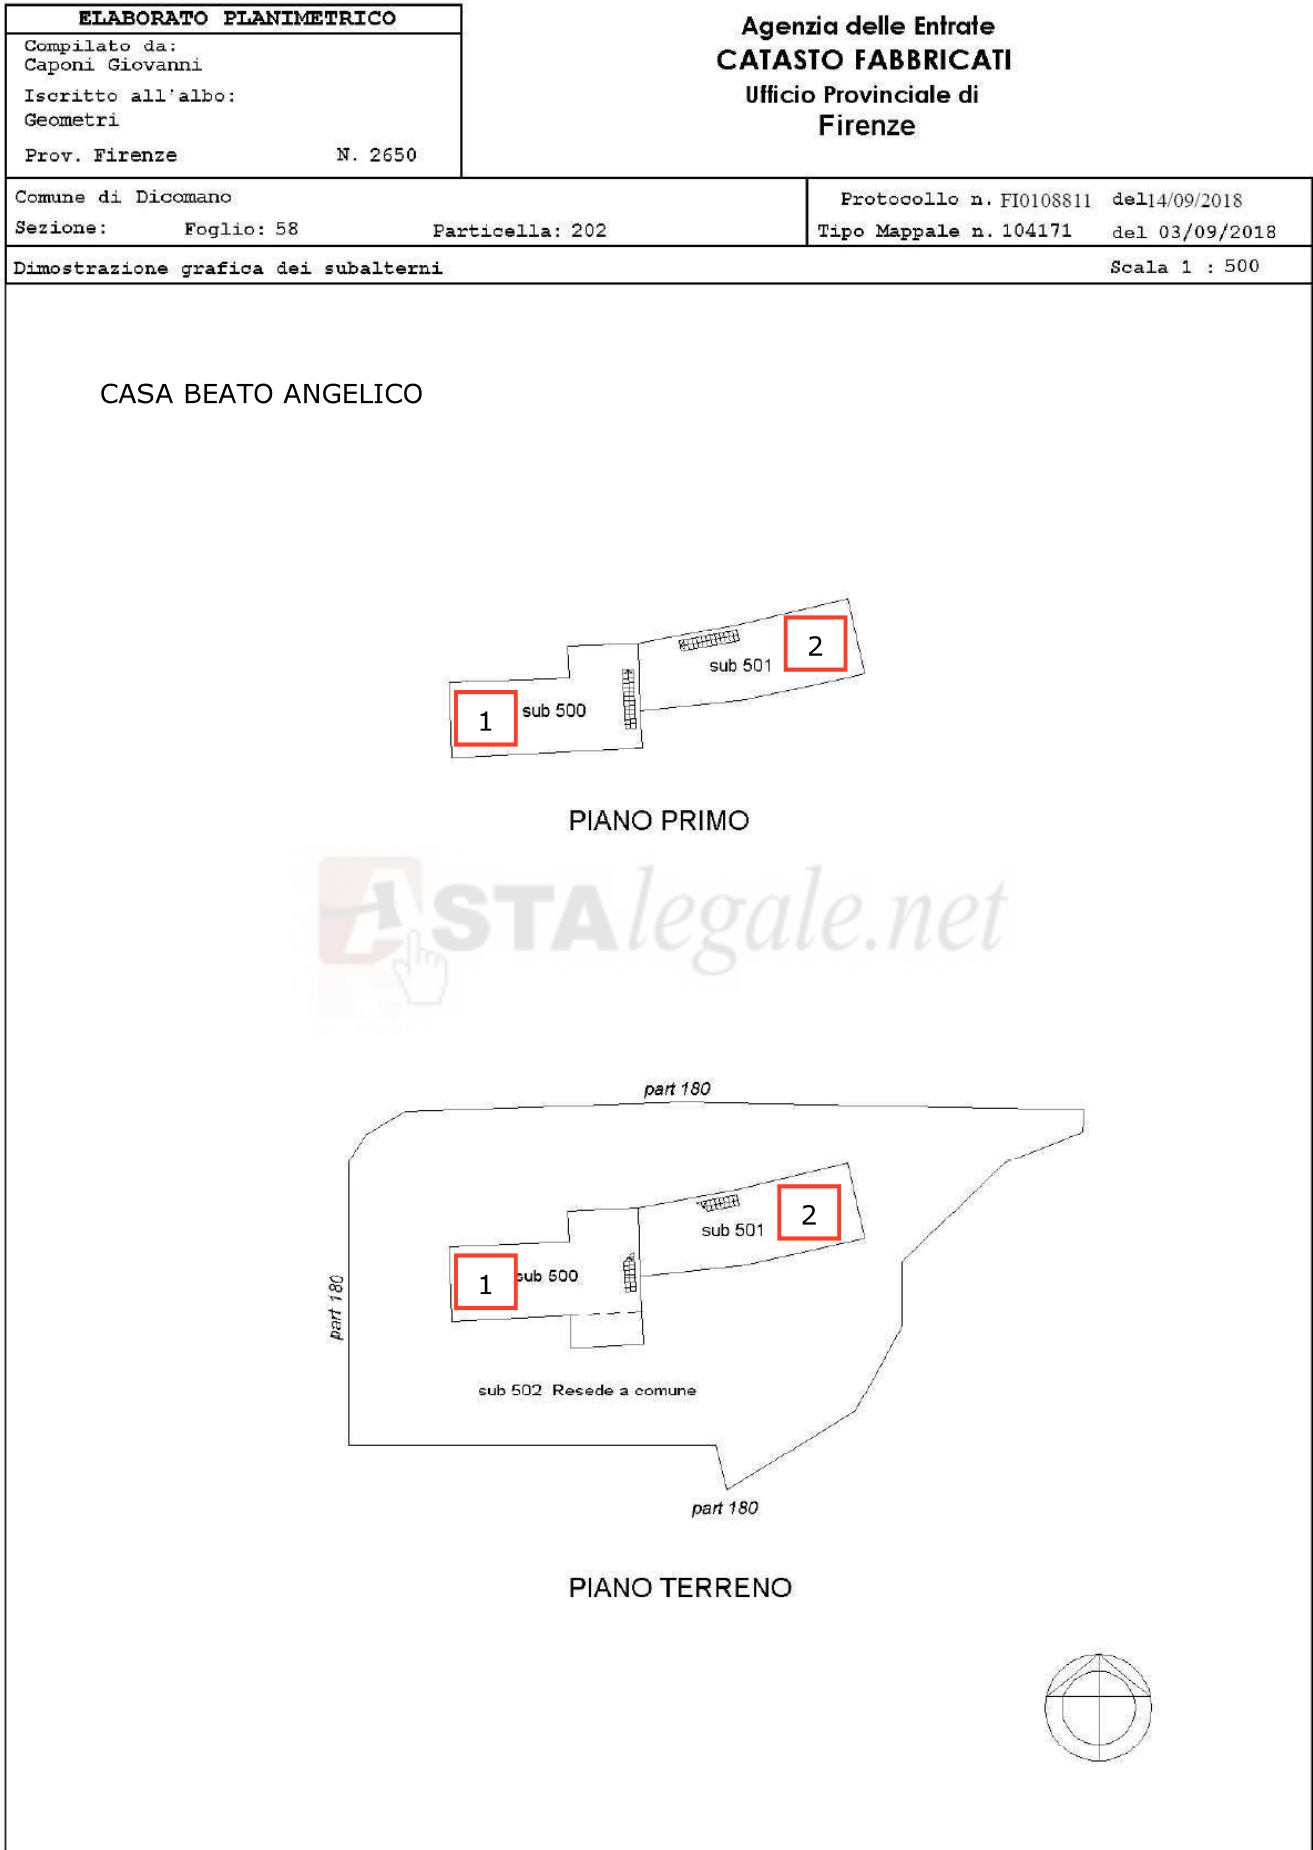 ELABORATO PLANIMETRICO
Compilato da:
Caponi Giovanni
Iscritto all'albo:
Geometri
Prov. Firenze N. 2650
Agenzia delle Entrate
CATASTO FABBRICATI
Ufficio Provinciale di
Firenze
Comune di Dicomano
Sezione: Foglio: 58 Particella: 202
Protocollo n. FI0108811 del 14/09/2018
Tipo Mappale n. 104171 del 03/09/2018
Dimostrazione grafica dei subalterni Scala 1 : 500
CASA BEATO ANGELICO
2
sub 501
1
sub 500
PIANO PRIMO
ASTAlegale.net
part 180
2
sub 501
1
sub 500
part 180
sub 502 Resede a comune
part 180
PIANO TERRENO